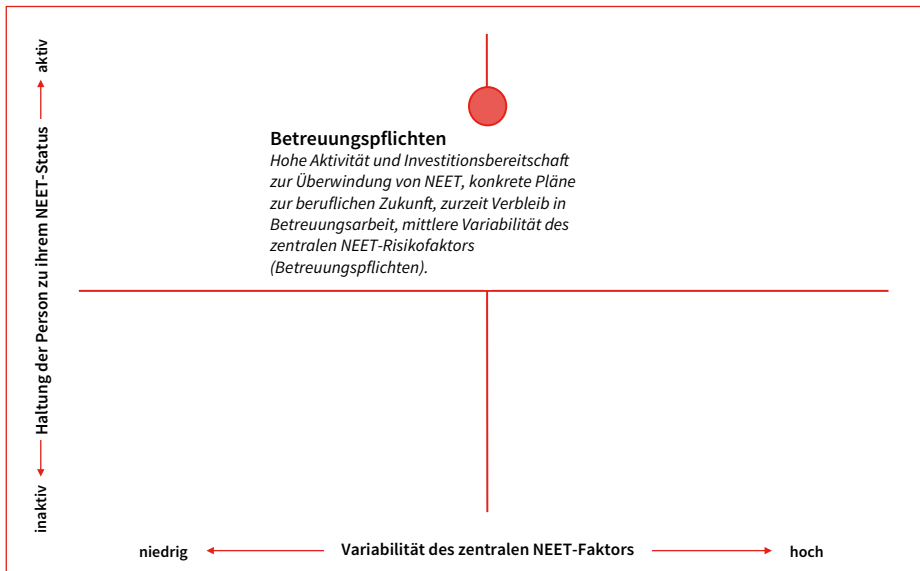 aktiv
Haltung der Person zu ihrem NEET-Status
inaktiv
Betreuungspflichten
Hohe Aktivität und Investitionsbereitschaft
zur Überwindung von NEET, konkrete Pläne
zur beruflichen Zukunft, zurzeit Verbleib in
Betreuungsarbeit, mittlere Variabilität des
zentralen NEET-Risikofaktors
(Betreuungspflichten).
niedrig
Variabilität des zentralen NEET-Faktors
hoch